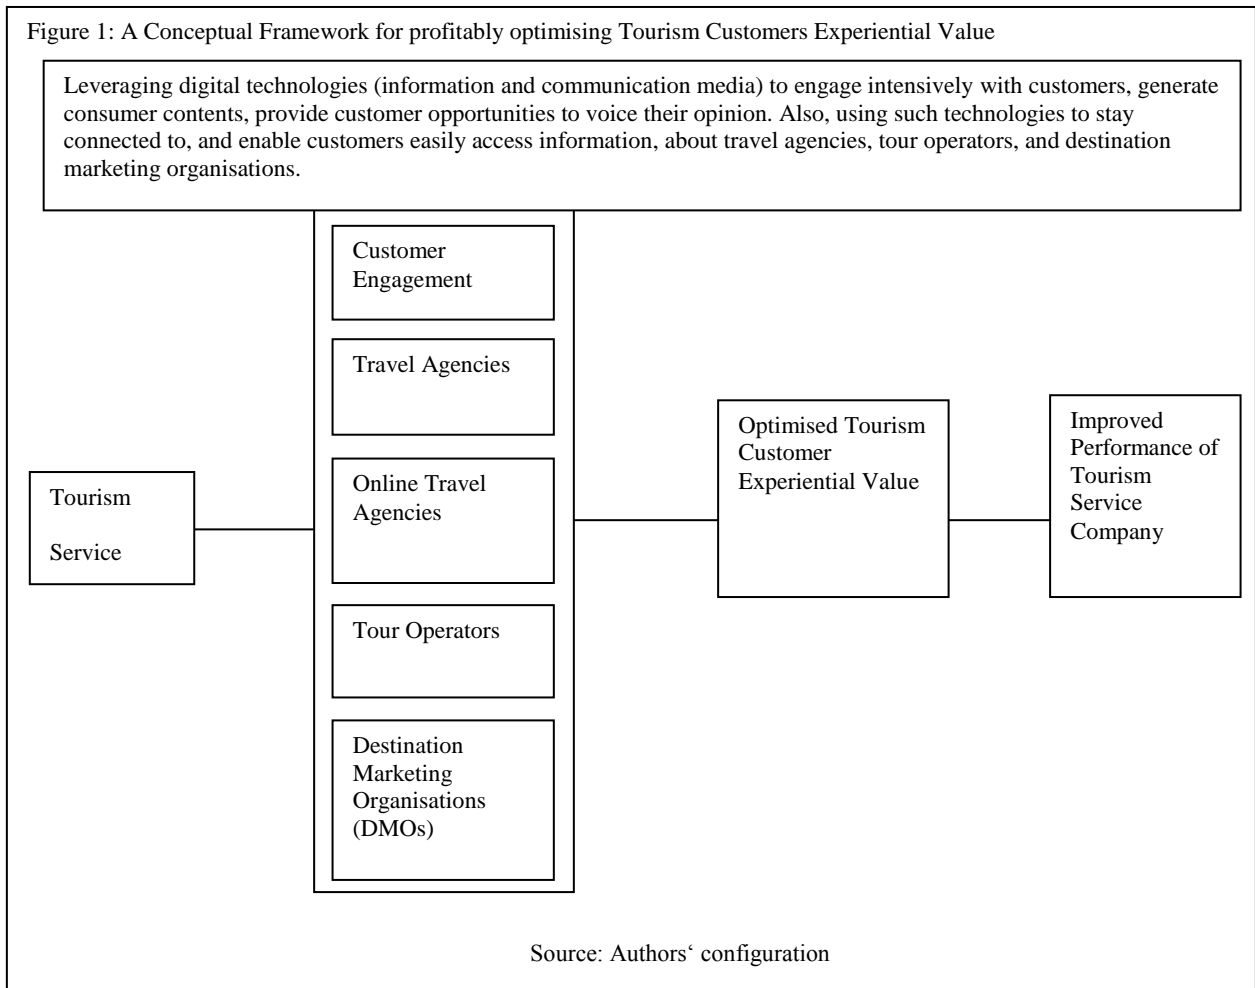 Figure 1: A Conceptual Framework for profitably optimising Tourism Customers Experiential Value
Leveraging digital technologies (information and communication media) to engage intensively with customers, generate
consumer contents, provide customer opportunities to voice their opinion. Also, using such technologies to stay
connected to, and enable customers easily access information, about travel agencies, tour operators, and destination
marketing organisations.
Tourism
Service
Customer
Engagement
Travel Agencies
Online Travel
Agencies
Tour Operators
Destination
Marketing
Organisations
(DMOs)
Optimised Tourism
Customer
Experiential Value
Improved
Performance of
Tourism
Service
Company
Source: Authors‘ configuration